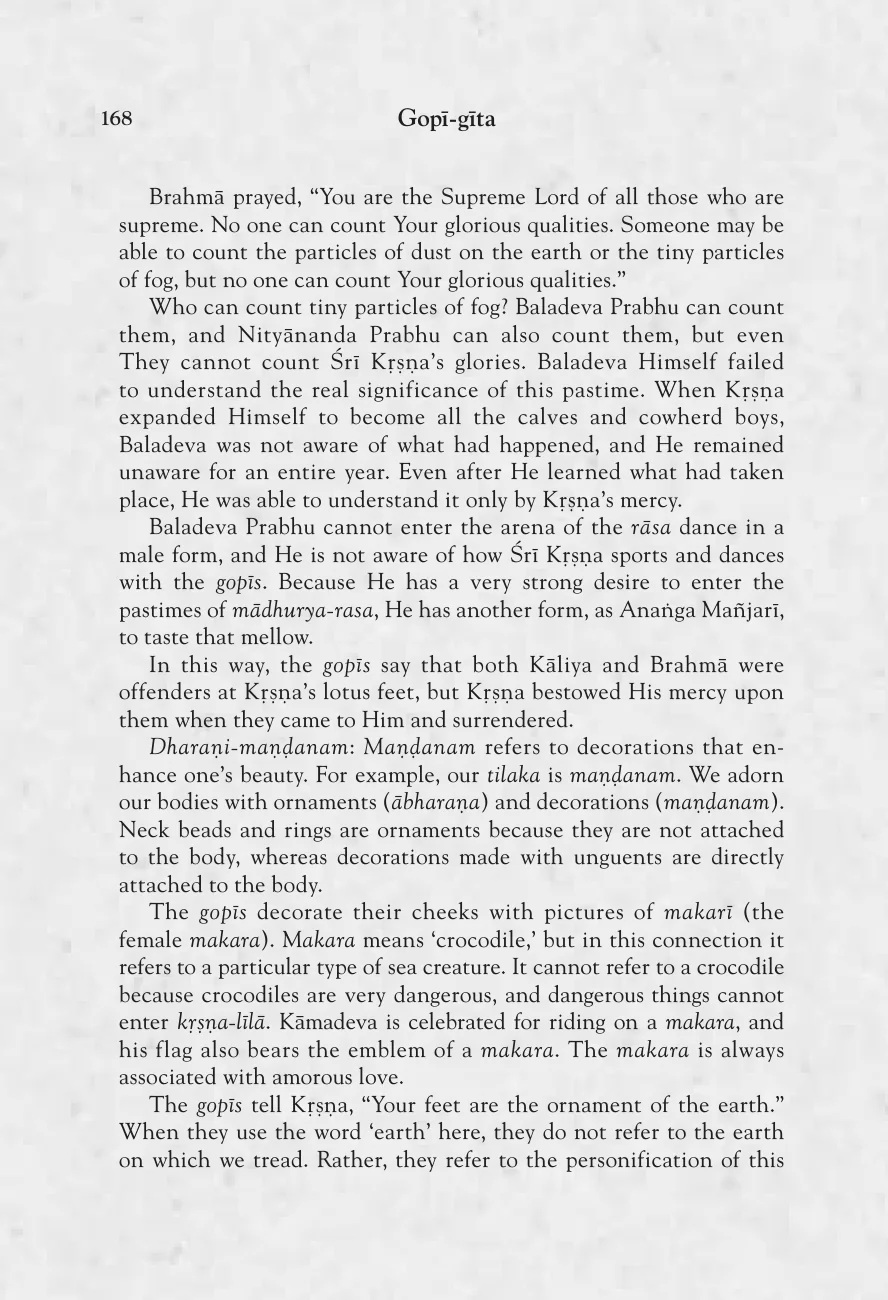 168
Gopī-gīta
Brahmā prayed, “You are the Supreme Lord of all those who are
supreme. No one can count Your glorious qualities. Someone may be
able to count the particles of dust on the earth or the tiny particles
of fog, but no one can count Your glorious qualities.”
Who can count tiny particles of fog? Baladeva Prabhu can count
them, and Nityānanda Prabhu can also count them, but even
They cannot count Śrī Kṛṣṇa’s glories. Baladeva Himself failed
to understand the real significance of this pastime. When Kṛṣṇa
expanded Himself to become all the calves and cowherd boys,
Baladeva was not aware of what had happened, and He remained
unaware for an entire year. Even after He learned what had taken
place, He was able to understand it only by Kṛṣṇa’s mercy.
Baladeva Prabhu cannot enter the arena of the rāsa dance in a
male form, and He is not aware of how Śrī Kṛṣṇa sports and dances
with the gopīs. Because He has a very strong desire to enter the
pastimes of mādhurya-rasa, He has another form, as Anaṅga Mañjarī,
to taste that mellow.
In this way, the gopīs say that both Kāliya and Brahmā were
offenders at Kṛṣṇa’s lotus feet, but Kṛṣṇa bestowed His mercy upon
them when they came to Him and surrendered.
Dharaṇi-maṇḍanam: Maṇḍanam refers to decorations that en-
hance one’s beauty. For example, our tilaka is maṇḍanam. We adorn
our bodies with ornaments (ābharaṇa) and decorations (maṇḍanam).
Neck beads and rings are ornaments because they are not attached
to the body, whereas decorations made with unguents are directly
attached to the body.
The gopīs decorate their cheeks with pictures of makarī (the
female makara). Makara means ‘crocodile,’ but in this connection it
refers to a particular type of sea creature. It cannot refer to a crocodile
because crocodiles are very dangerous, and dangerous things cannot
enter kṛṣṇa-līlā. Kāmadeva is celebrated for riding on a makara, and
his flag also bears the emblem of a makara. The makara is always
associated with amorous love.
The gopīs tell Kṛṣṇa, “Your feet are the ornament of the earth.”
When they use the word ‘earth’ here, they do not refer to the earth
on which we tread. Rather, they refer to the personification of this